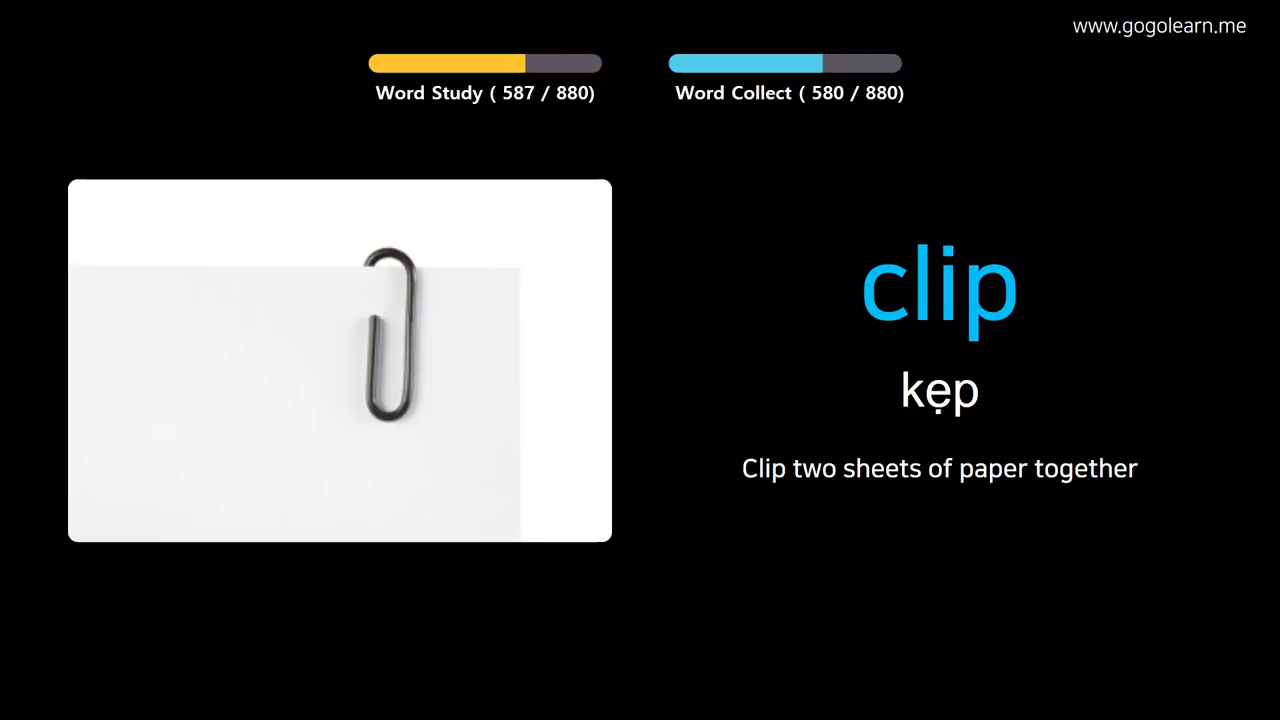 www.gogolearn.me
Word Study ( 587 / 880)
Word Collect ( 580 / 880)
clip
kẹp
Clip two sheets of paper together